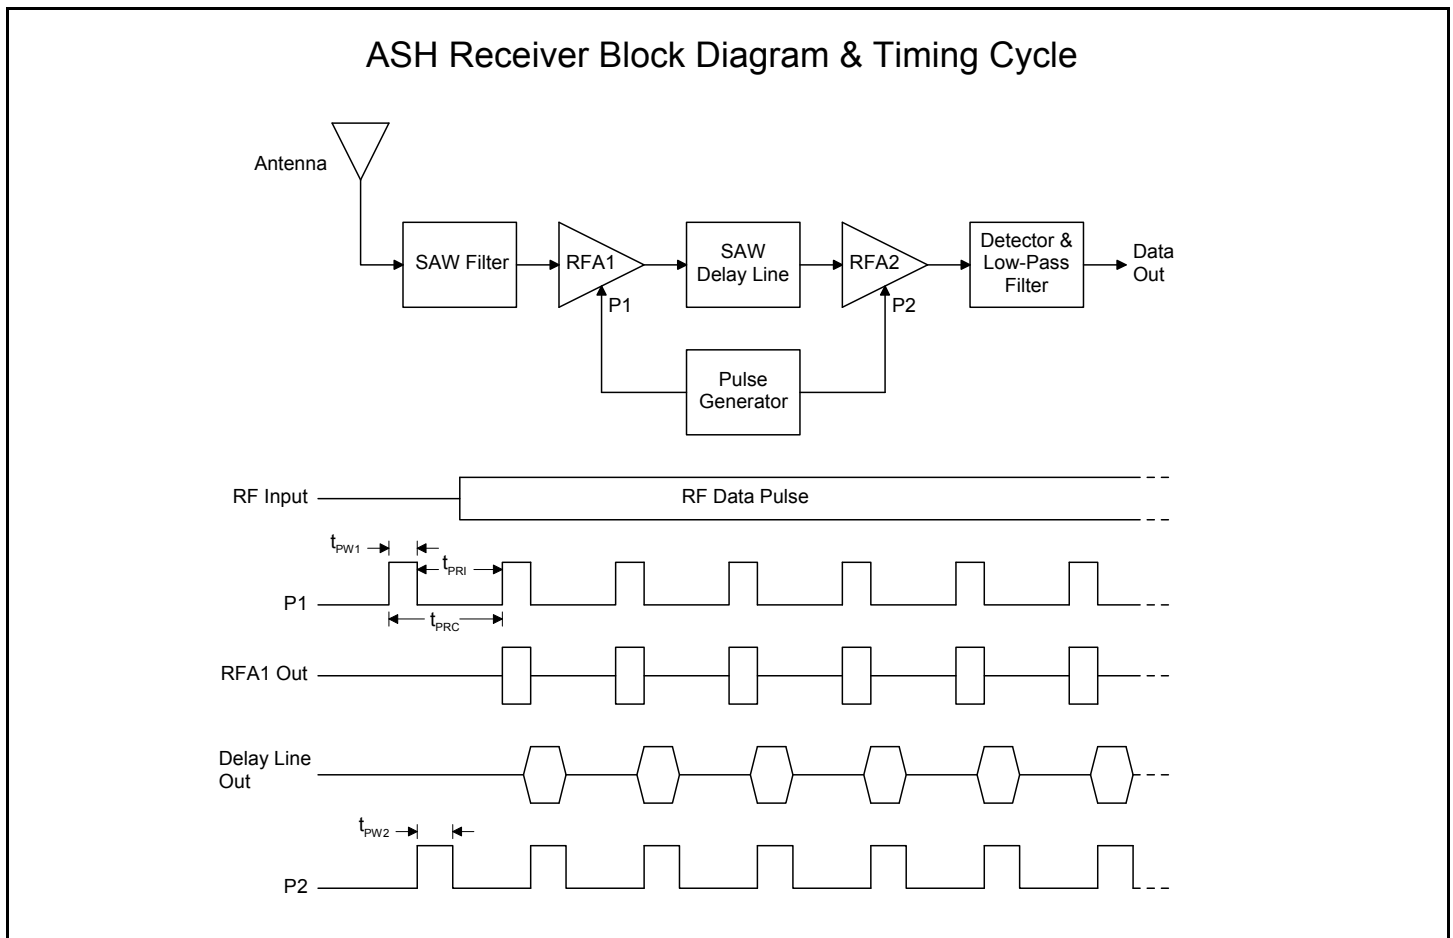 ASH Receiver Block Diagram & Timing Cycle
Antenna
SAW Filter
RFA1
SAW
Delay Line
RFA2
Detector &
Low-Pass
Filter
Data
Out
P1
P2
Pulse
Generator
RF Input
RF Data Pulse
tPW1
tPRI
P1
tPRC
RFA1 Out
Delay Line
Out
tPW2
P2